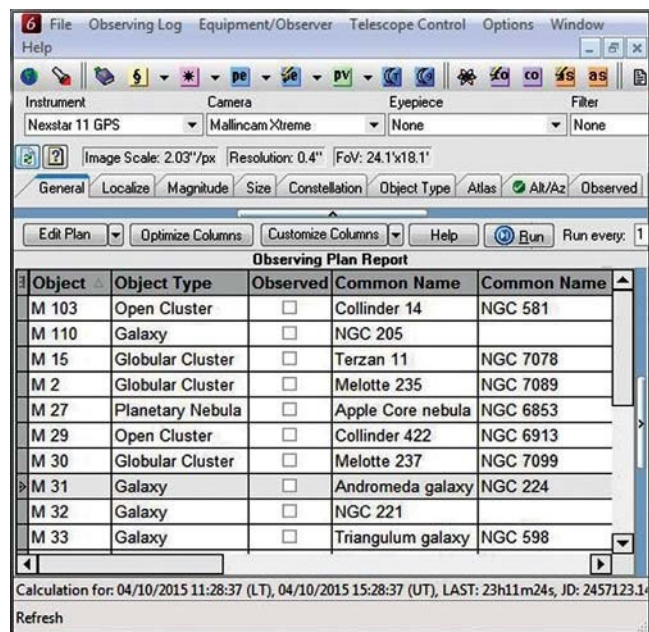 6 File Observing Log Equipment/Observer Telescope Control Options Window
Help
§ pe pv co as as
Instrument Camera Eyepiece Filter
Nexstar 11 GPS Mallincam Xtreme None None
Image Scale: 2.03"/px Resolution: 0.4" FoV: 24.1'x18.1'
General Localize Magnitude Size Constellation Object Type Atlas Alt/Az Observed
Edit Plan Optimize Columns Customize Columns Help Run Run every: 1
Observing Plan Report
Object Object Type Observed Common Name Common Name
M 103 Open Cluster Collinder 14 NGC 581
M 110 Galaxy NGC 205
M 15 Globular Cluster Terzan 11 NGC 7078
M 2 Globular Cluster Melotte 235 NGC 7089
M 27 Planetary Nebula Apple Core nebula NGC 6853
M 29 Open Cluster Collinder 422 NGC 6913
M 30 Globular Cluster Melotte 237 NGC 7099
M 31 Galaxy Andromeda galaxy NGC 224
M 32 Galaxy NGC 221
M 33 Galaxy Triangulum galaxy NGC 598
Calculation for: 04/10/2015 11:28:37 (LT), 04/10/2015 15:28:37 (UT), LAST: 23h11m24s, JD: 2457123.1
Refresh